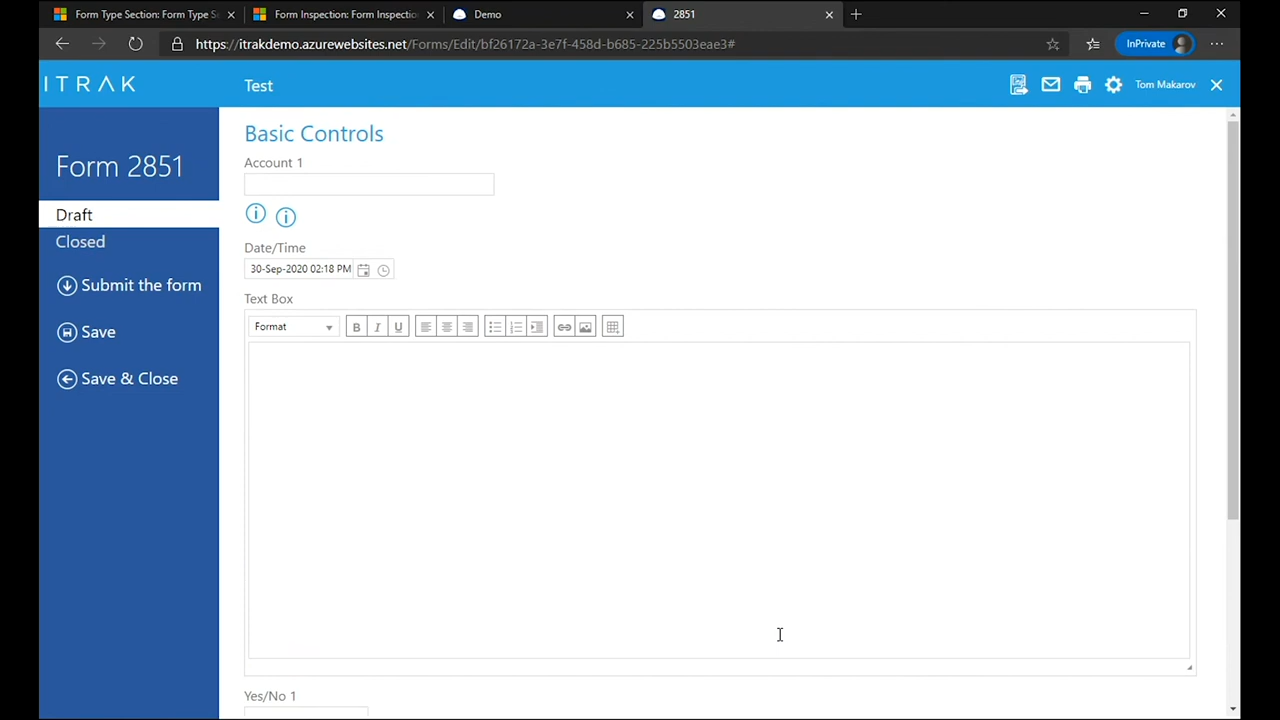 Form Type Section: Form Type S
Form Inspection: Form Inspectio
Demo
2851
https://itrakdemo.azurewebsites.net/Forms/Edit/bf26172a-3e7f-458d-b685-225b5503eae3#
InPrivate
ITRAK
Test
Tom Makarov
Form 2851
Draft
Closed
Submit the form
Save
Save & Close
Basic Controls
Account 1
Date/Time
30-Sep-2020 02:18 PM
Text Box
Format
B I U
Yes/No 1